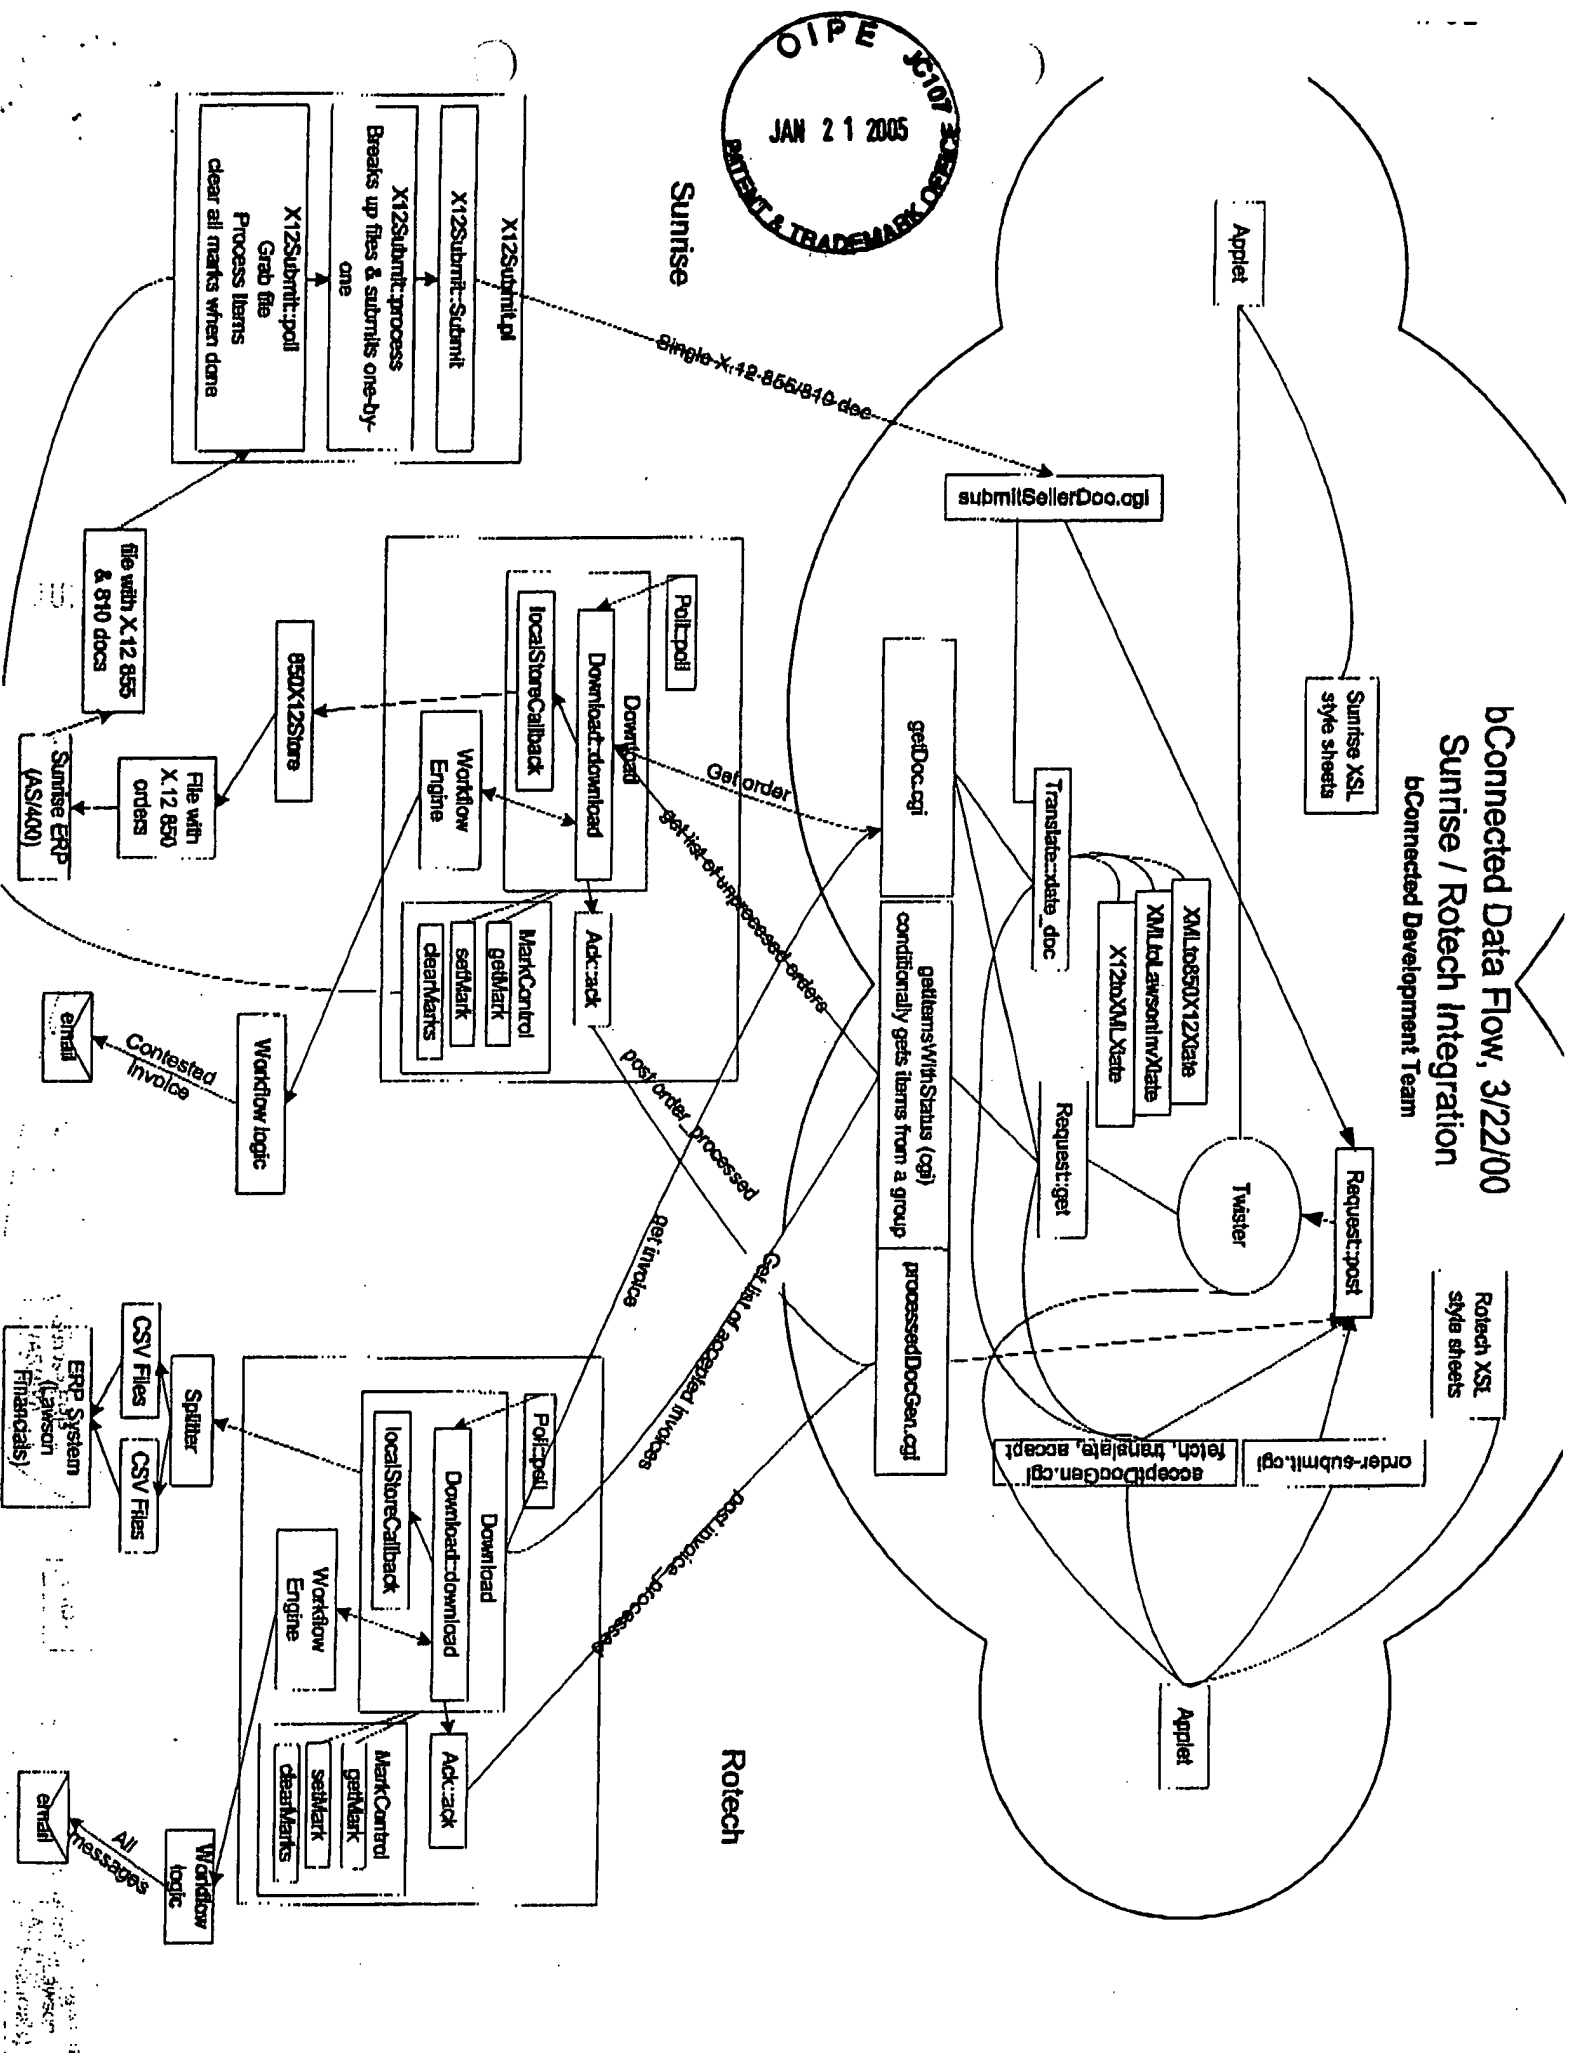 bConnected Data Flow, 3/22/00
Sunrise / Rotech Integration
bConnected Development Team
OIPE JC107
JAN 21 2005
PATENT & TRADEMARK OFFICE
Applet
Sunrise XSL
style sheets
Rotech XSL
style sheets
Request::post
Twister
Request::get
XMLto850X12Xlate
XMLtoLawsonInvXlate
X12toXMLXlate
Translate::xlate_doc
submitSellerDoc.cgi
order-submit.cgi
acceptDocGen.cgi
fetch, translate, accept
Applet
getDoc.cgi
getItemsWithStatus (cgi)
conditionally gets items from a group
processedDocGen.cgi
Single X.12 855/810 doc
Get order
get list of unprocessed orders
post order_processed
get invoice
Get list of accepted invoices
post invoice_processed
Sunrise
Rotech
X12Submit.pl
X12Submit::Submit
X12Submit::process
Breaks up files & submits one-by-
one
X12Submit::poll
Grab file
Process items
clear all marks when done
Poll::poll
Download
Download::download
localStoreCallback
Workflow
Engine
Ack::ack
MarkControl
getMark
setMark
clearMarks
850X12Store
File with
X.12 850
orders
file with X.12 855
& 810 docs
Sunrise ERP
(AS/400)
Workflow logic
Contested
Invoice
email
Poll::poll
Download
Download::download
localStoreCallback
Workflow
Engine
Ack::ack
MarkControl
getMark
setMark
clearMarks
Splitter
CSV Files
CSV Files
ERP System
(Lawson
Financials)
Workflow
logic
All
messages
email